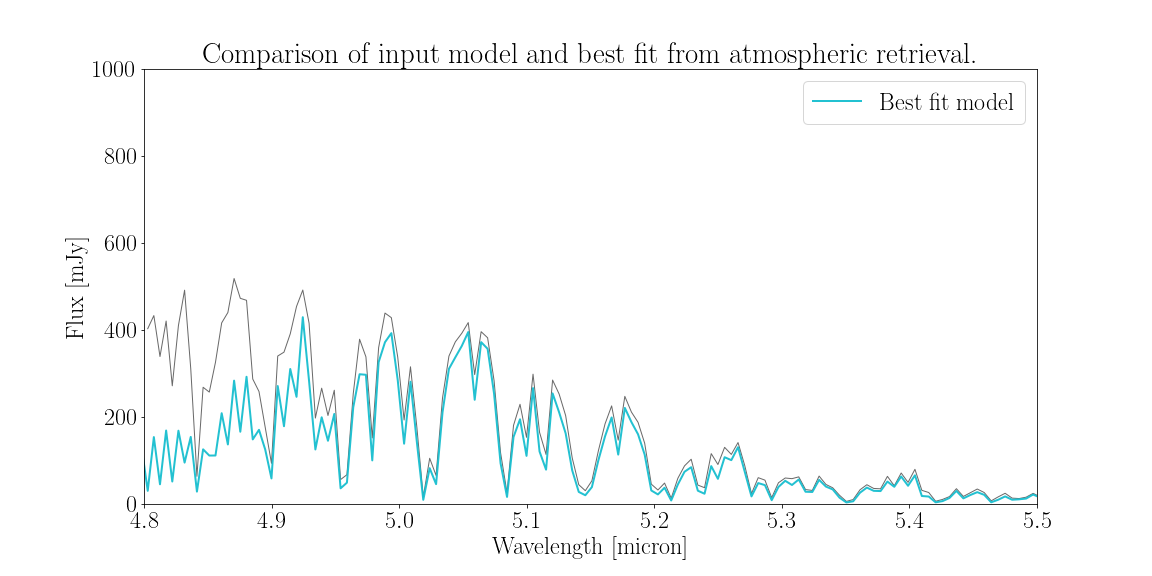 Comparison of input model and best fit from atmospheric retrieval.
1000
800
600
400
200
0
Flux [mJy]
Best fit model
4.8 4.9 5.0 5.1 5.2 5.3 5.4 5.5
Wavelength [micron]